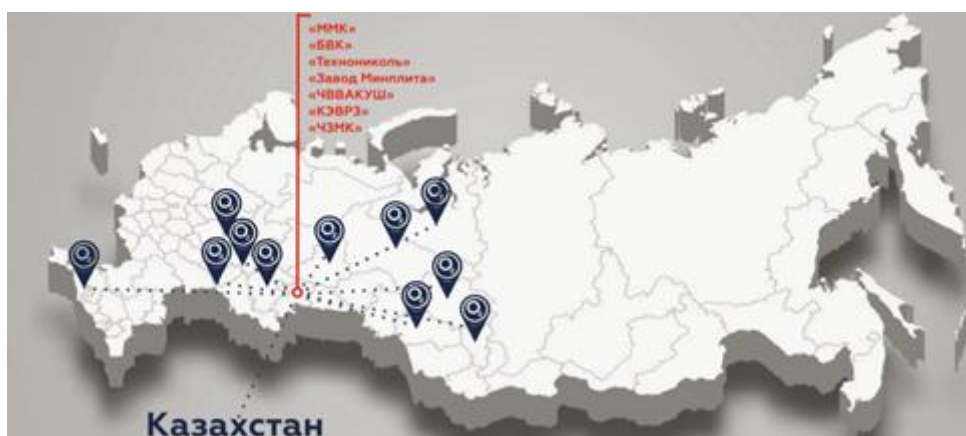 «ММК»
«БВК»
«Технониколь»
«Завод Минплита»
«ЧВВАКУШ»
«КЭВРЗ»
«ЧЗМК»
Казахстан